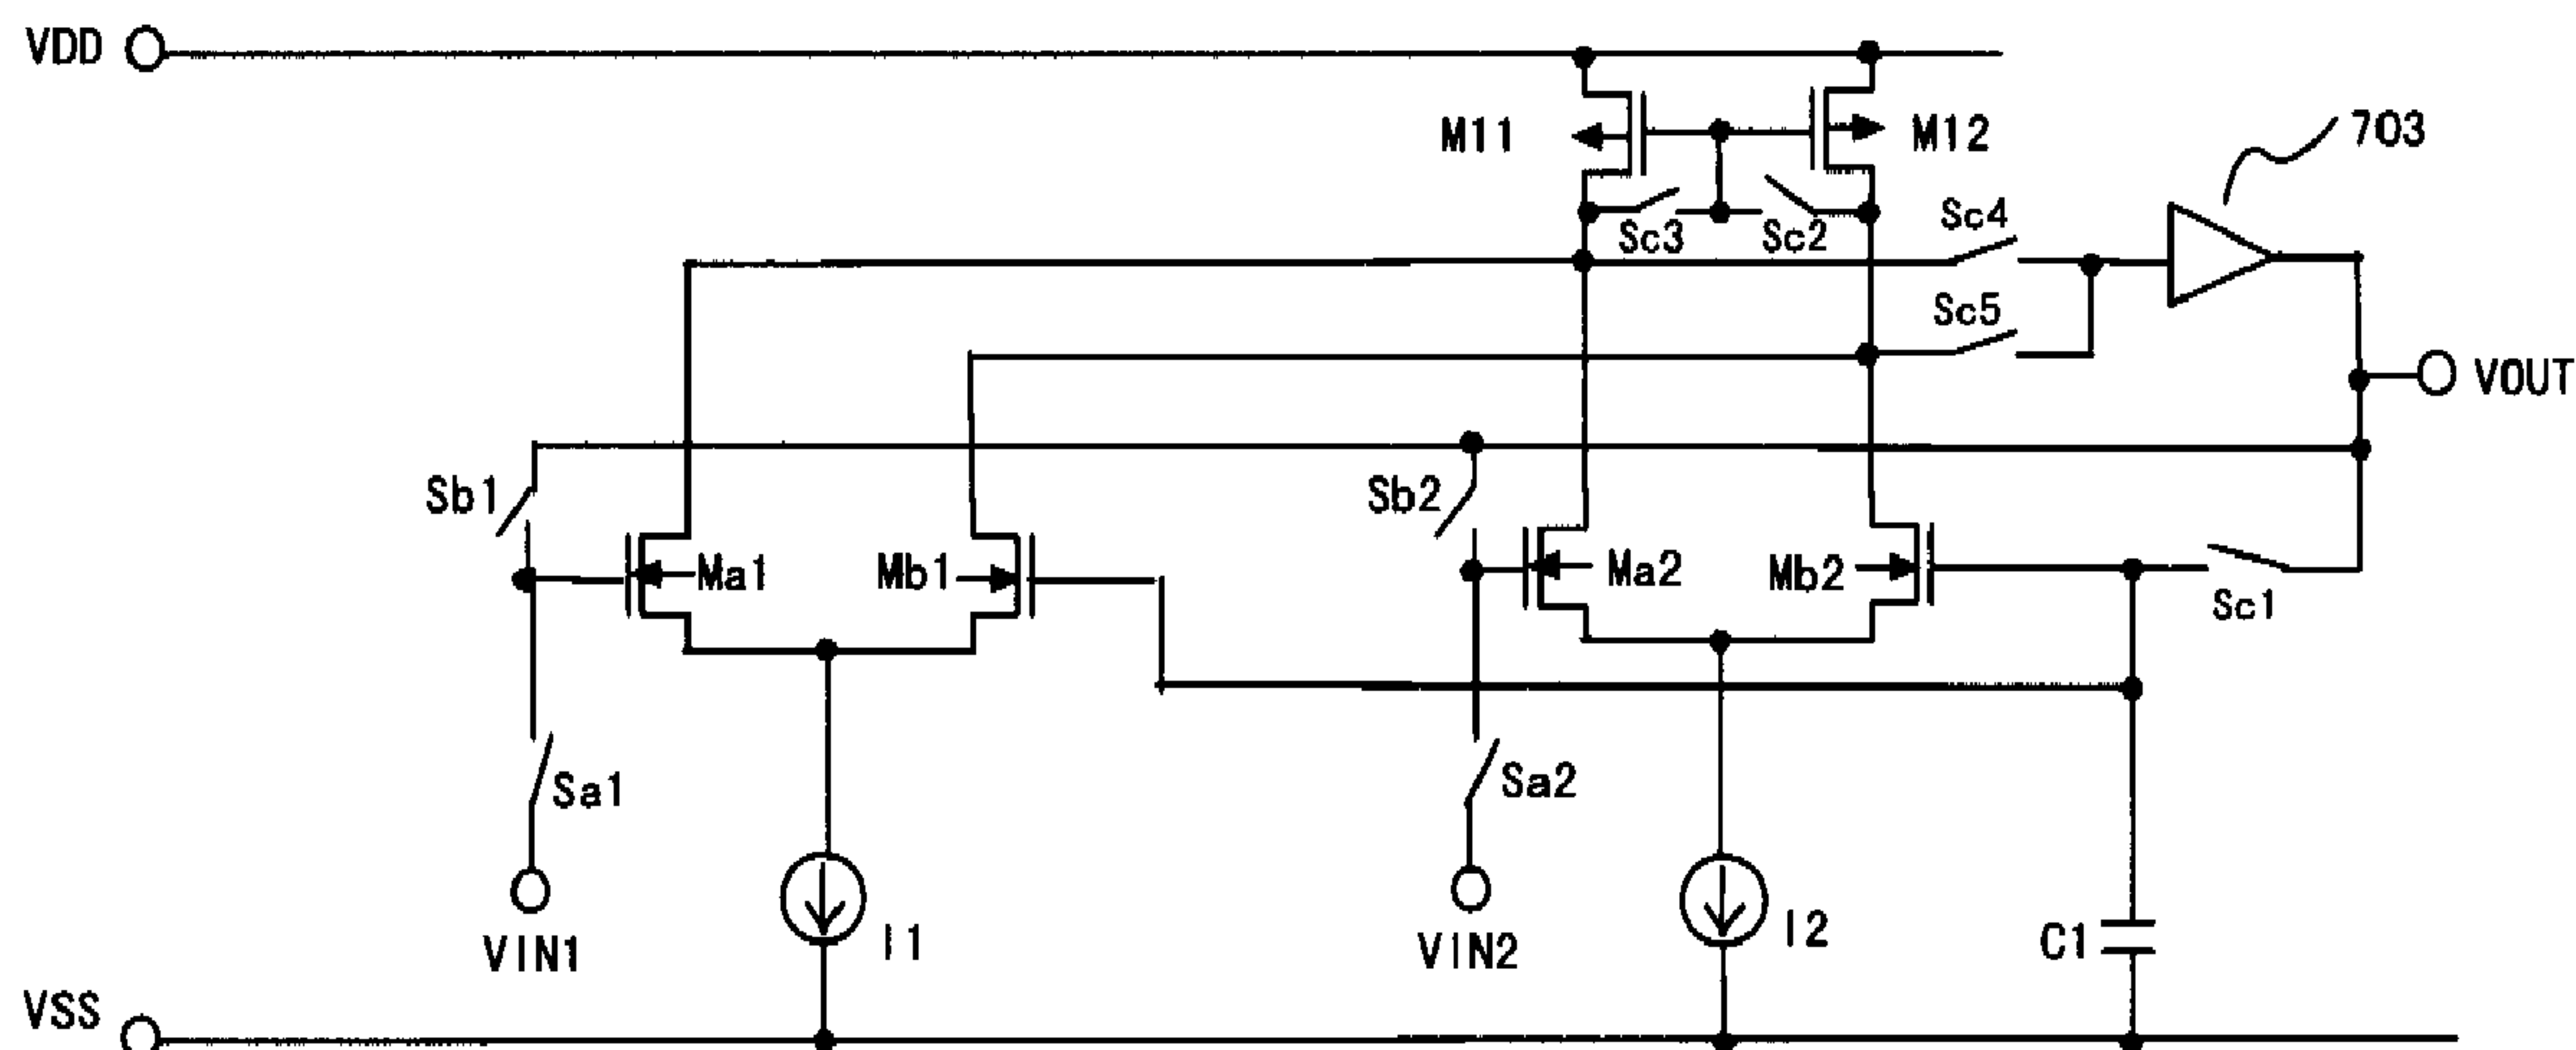 VDD
M11
M12
703
Sc3
Sc2
Sc4
Sc5
VOUT
Sb1
Sb2
Ma1
Mb1
Ma2
Mb2
Sc1
Sa1
Sa2
VIN1
I1
VIN2
I2
C1
VSS